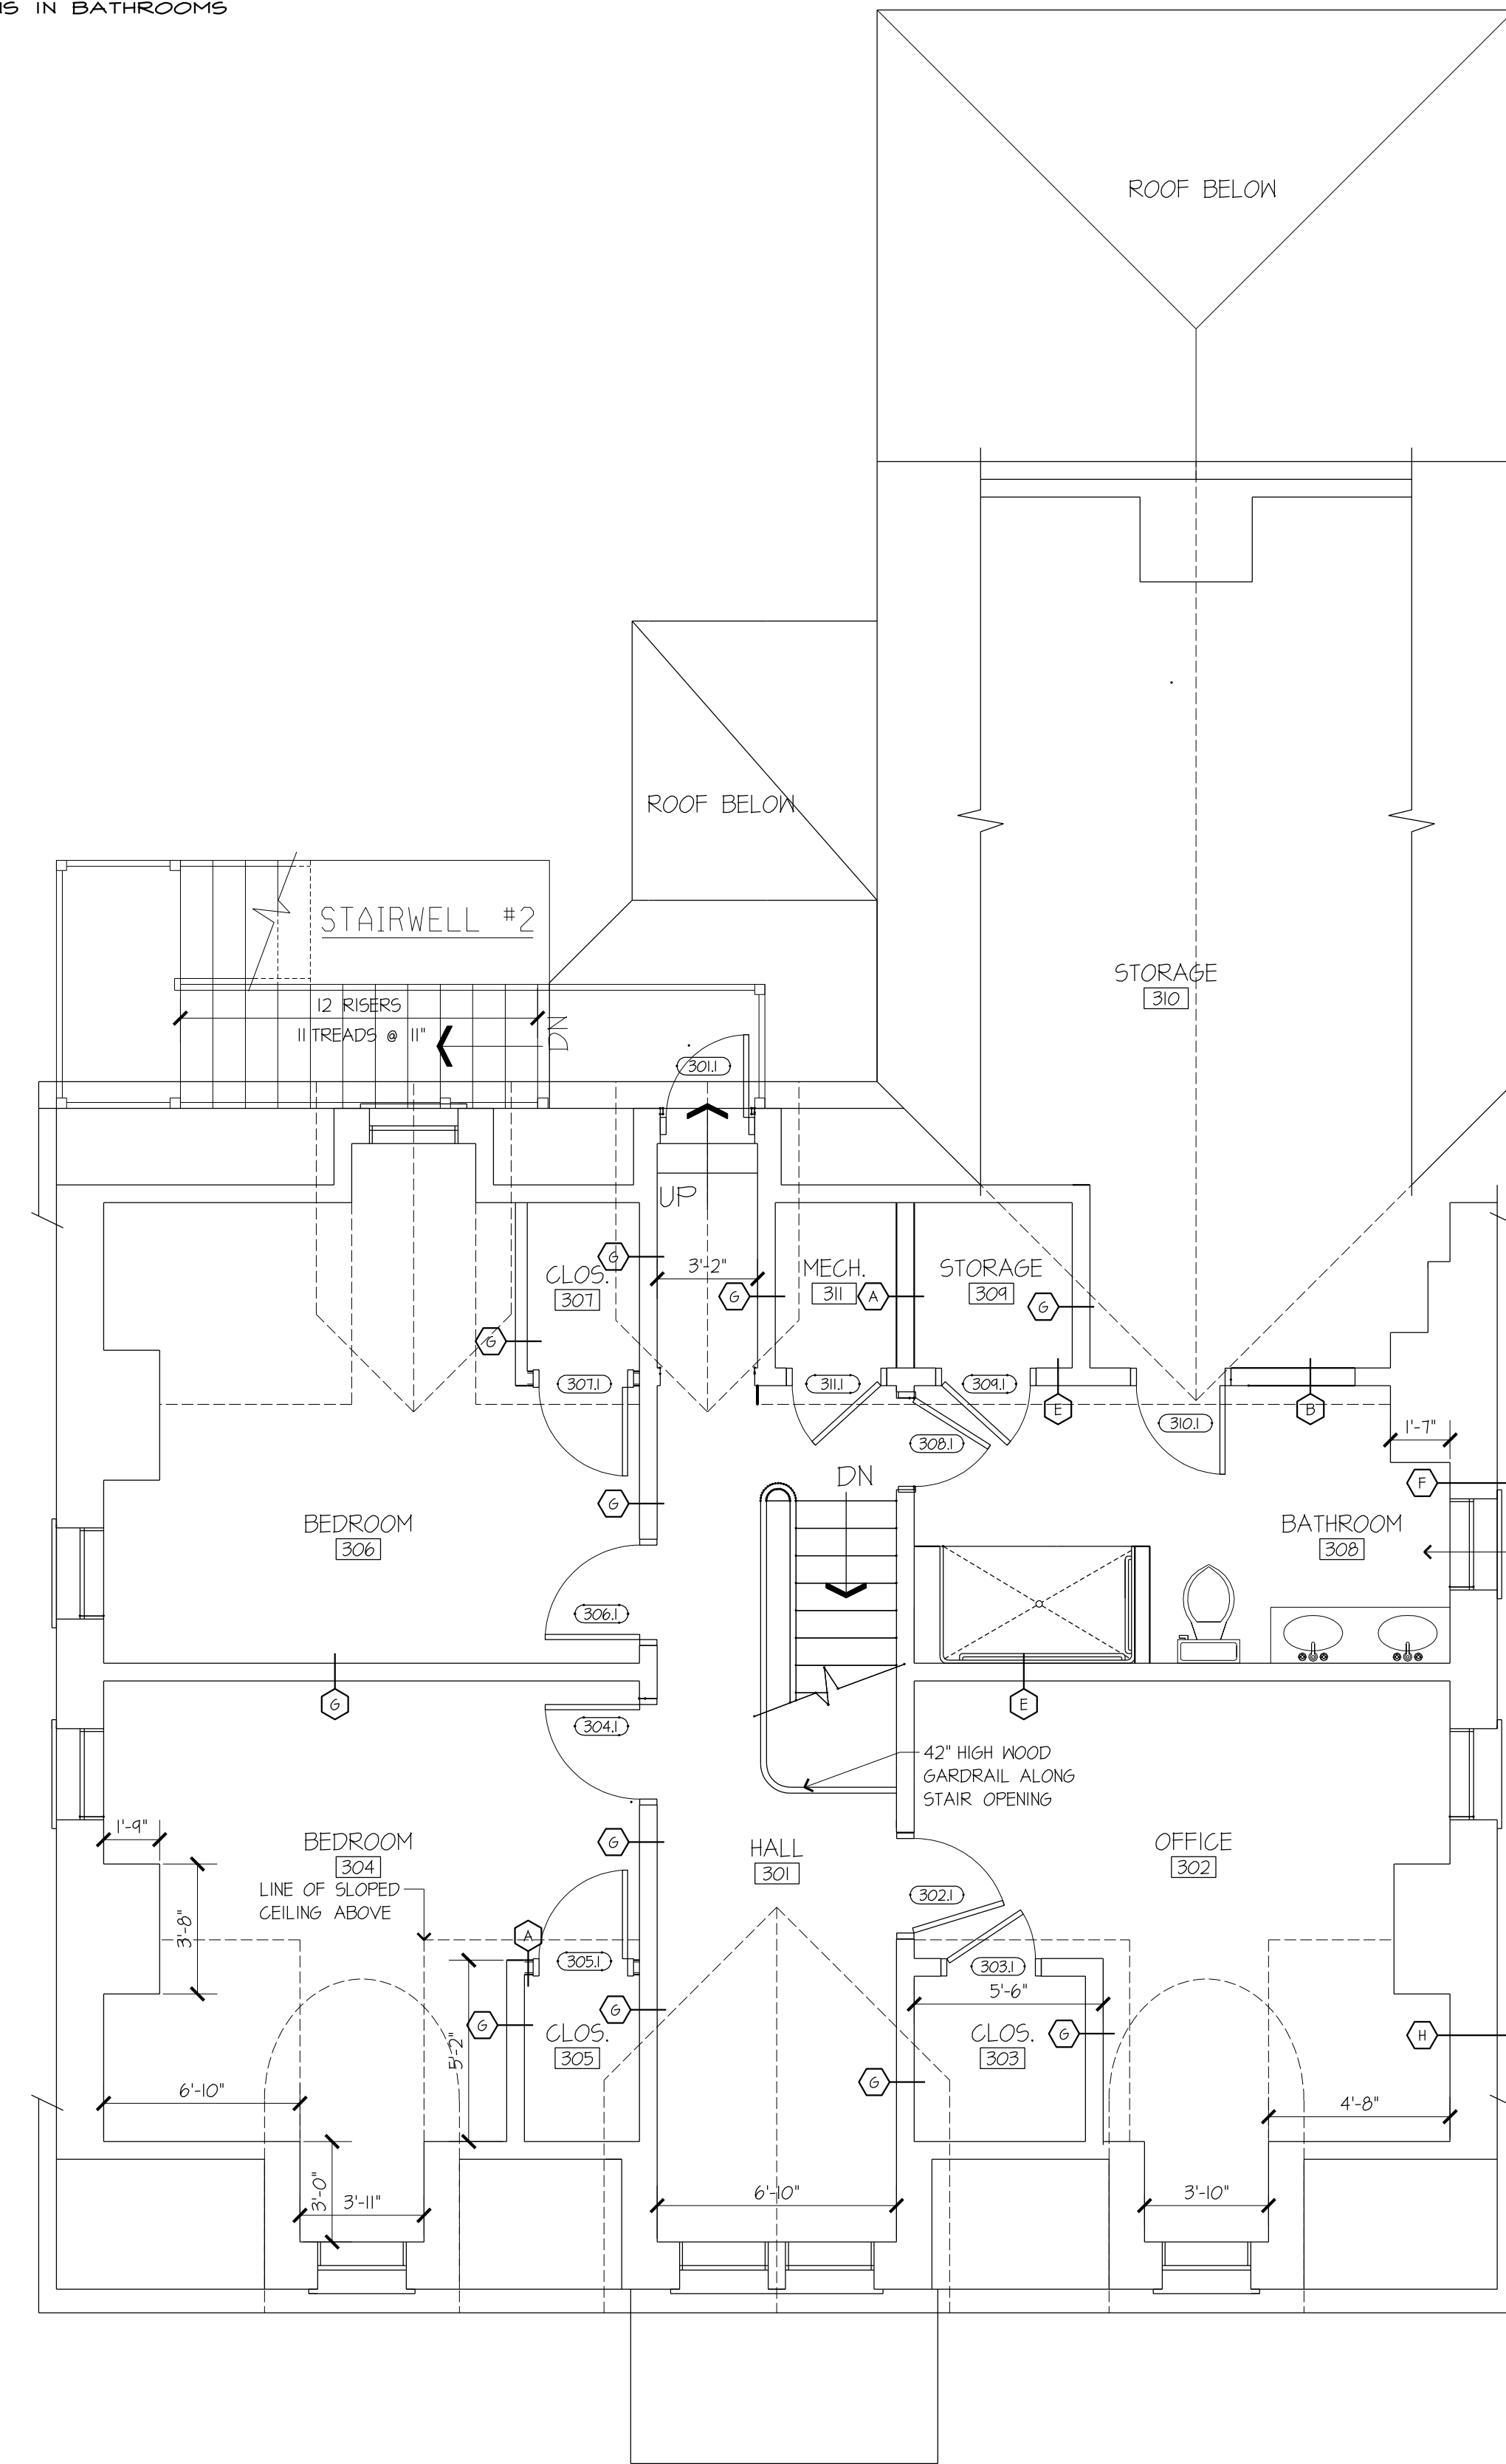 IN BATHROOMS
ROOF BELOW
ROOF BELOW
STAIRWELL #2
STORAGE
310
12 RISERS
11 TREADS @ 11"
DN
301.1
UP
CLOS.
307
G
3'-2"
G
MECH.
311
A
STORAGE
309
G
G
307.1
311.1
309.1
E
B
310.1
308.1
1'-7"
DN
F
G
BEDROOM
306
BATHROOM
308
306.1
G
304.1
E
42" HIGH WOOD
GARDRAIL ALONG
STAIR OPENING
1'-9"
BEDROOM
304
G
HALL
301
OFFICE
302
LINE OF SLOPED
CEILING ABOVE
3'-8"
302.1
A
305.1
303.1
5'-6"
G
G
5'-2"
CLOS.
305
CLOS.
303
G
H
G
6'-10"
4'-8"
3'-0"
3'-11"
6'-10"
3'-10"